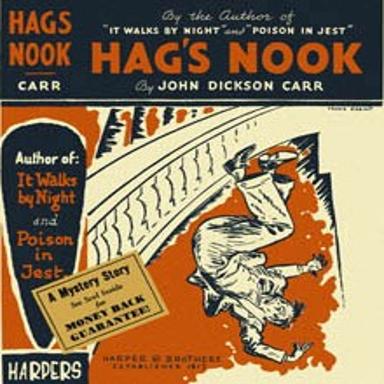 HAGS
NOOK
CARR
Author of:
It Walks
by Night
and
Poison
in
Jest
HARPERS
By the Author of
"IT WALKS BY NIGHT" and "POISON IN JEST"
HAG'S NOOK
By JOHN DICKSON CARR
A Mystery Story
See Seal Inside
for
MONEY BACK
GUARANTEE!
HARPER & BROTHERS
ESTABLISHED 1817